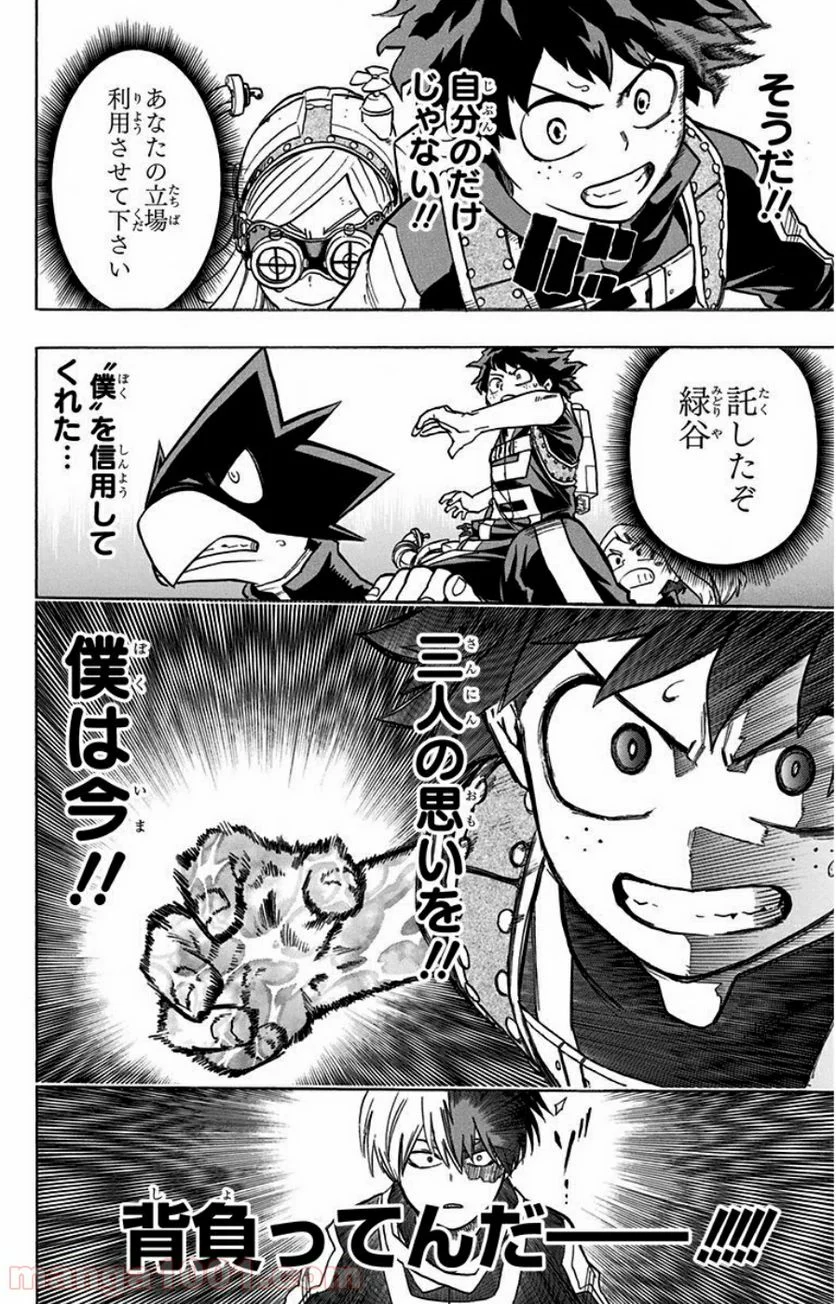 そうだ!!
自分のだけ
じゃない!!
あなたの立場
利用させて下さい
託したぞ
緑谷
"僕"を信用して
くれた…
三人の思いを!!
僕は今!!
背負ってんだ――!!!!!